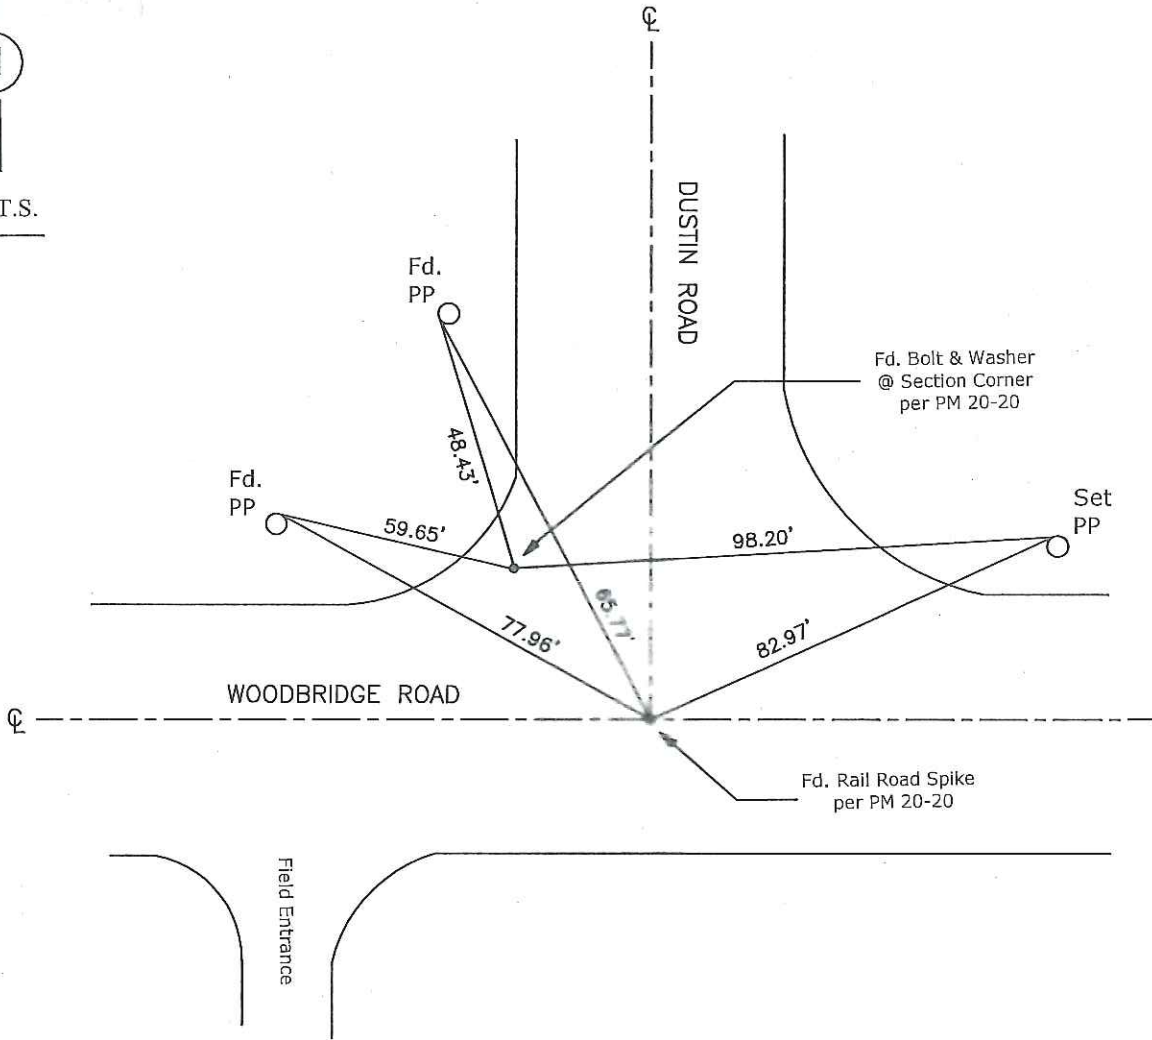 ℄
T.S.
DUSTIN ROAD
Fd.
PP
Fd. Bolt & Washer
@ Section Corner
per PM 20-20
48.43'
Fd.
PP
59.65'
98.20'
Set
PP
65.77'
77.96'
82.97'
WOODBRIDGE ROAD
℄
Fd. Rail Road Spike
per PM 20-20
Field Entrance